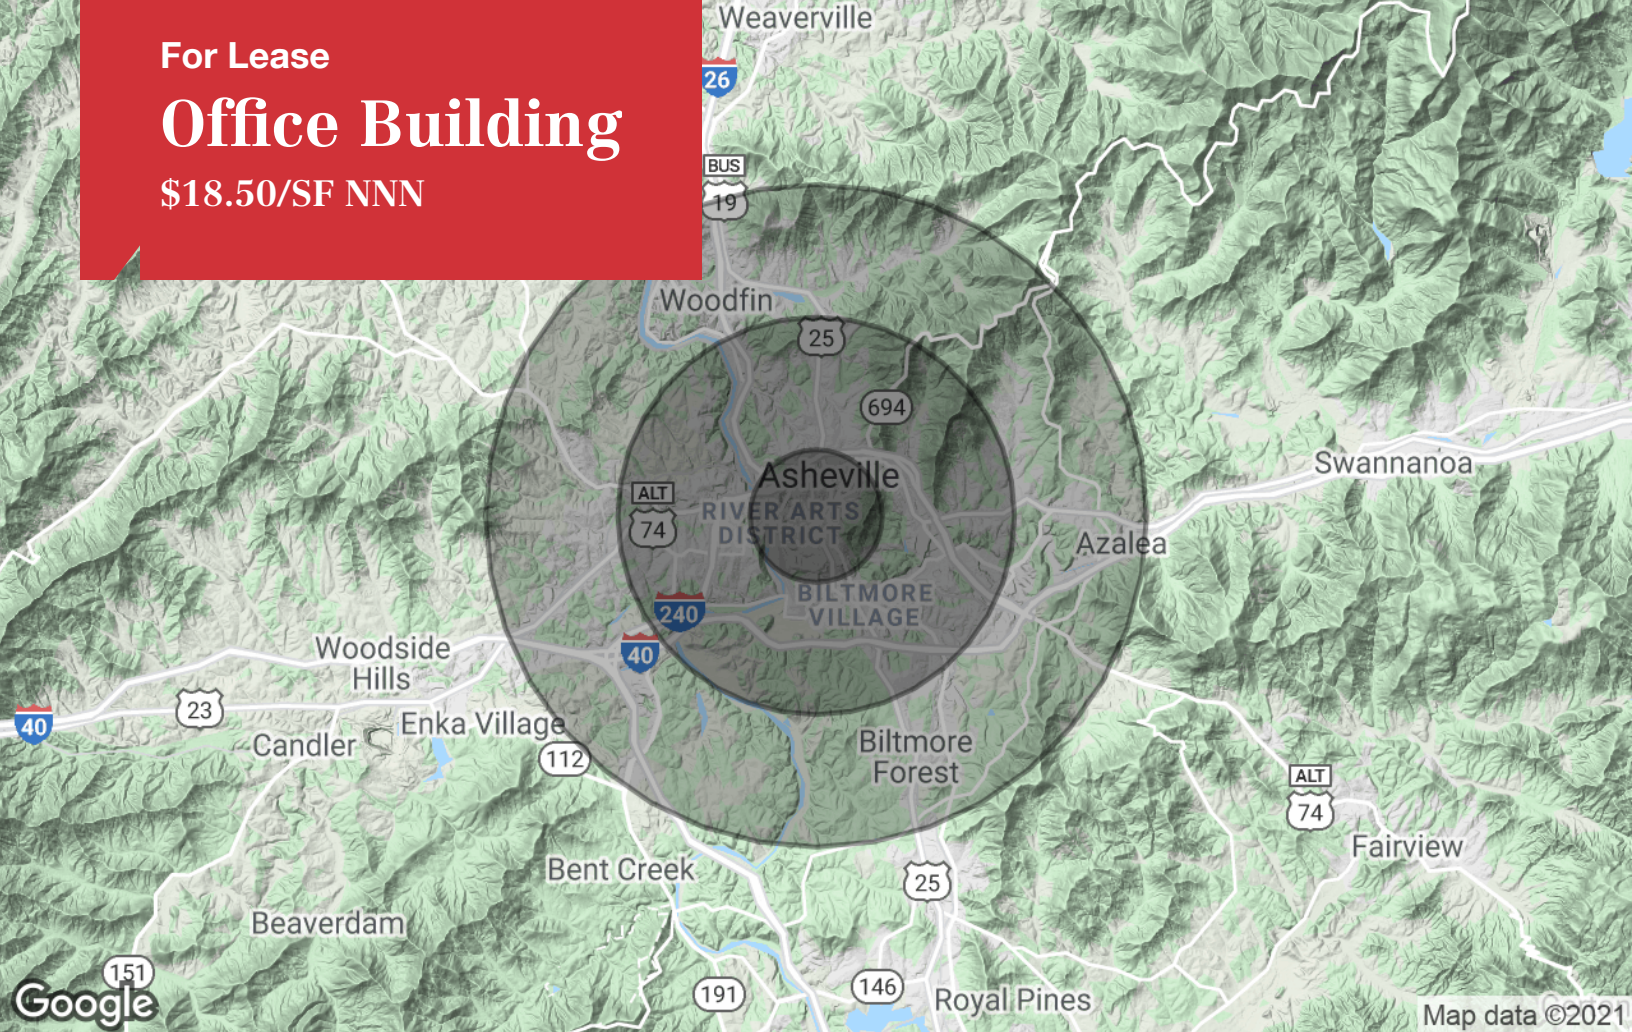 For Lease
Office Building
$18.50/SF NNN
Weaverville
26
BUS
19
Woodfin
25
694
Asheville
Swannanoa
ALT
74
RIVER ARTS
DISTRICT
Azalea
BILTMORE
VILLAGE
240
40
Woodside
Hills
23
40
Enka Village
Candler
112
Biltmore
Forest
ALT
74
Fairview
Bent Creek
25
Beaverdam
151
191
146
Royal Pines
Google
Map data ©2021